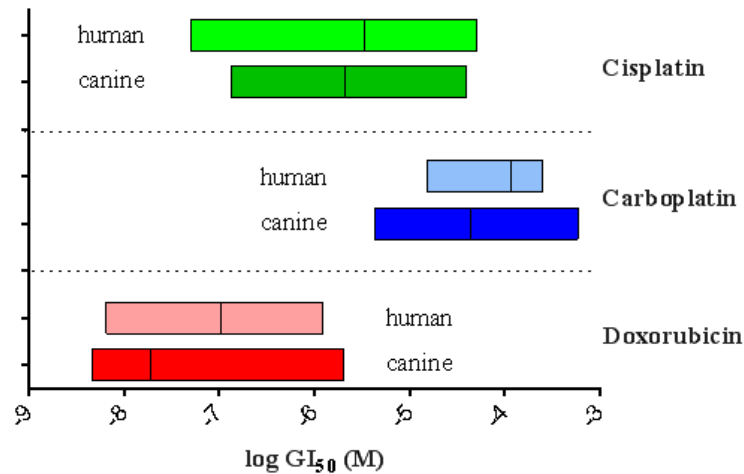 human
canine
Cisplatin
human
canine
Carboplatin
human
canine
Doxorubicin
-9 -8 -7 -6 -5 -4 -3
log GI₅₀ (M)